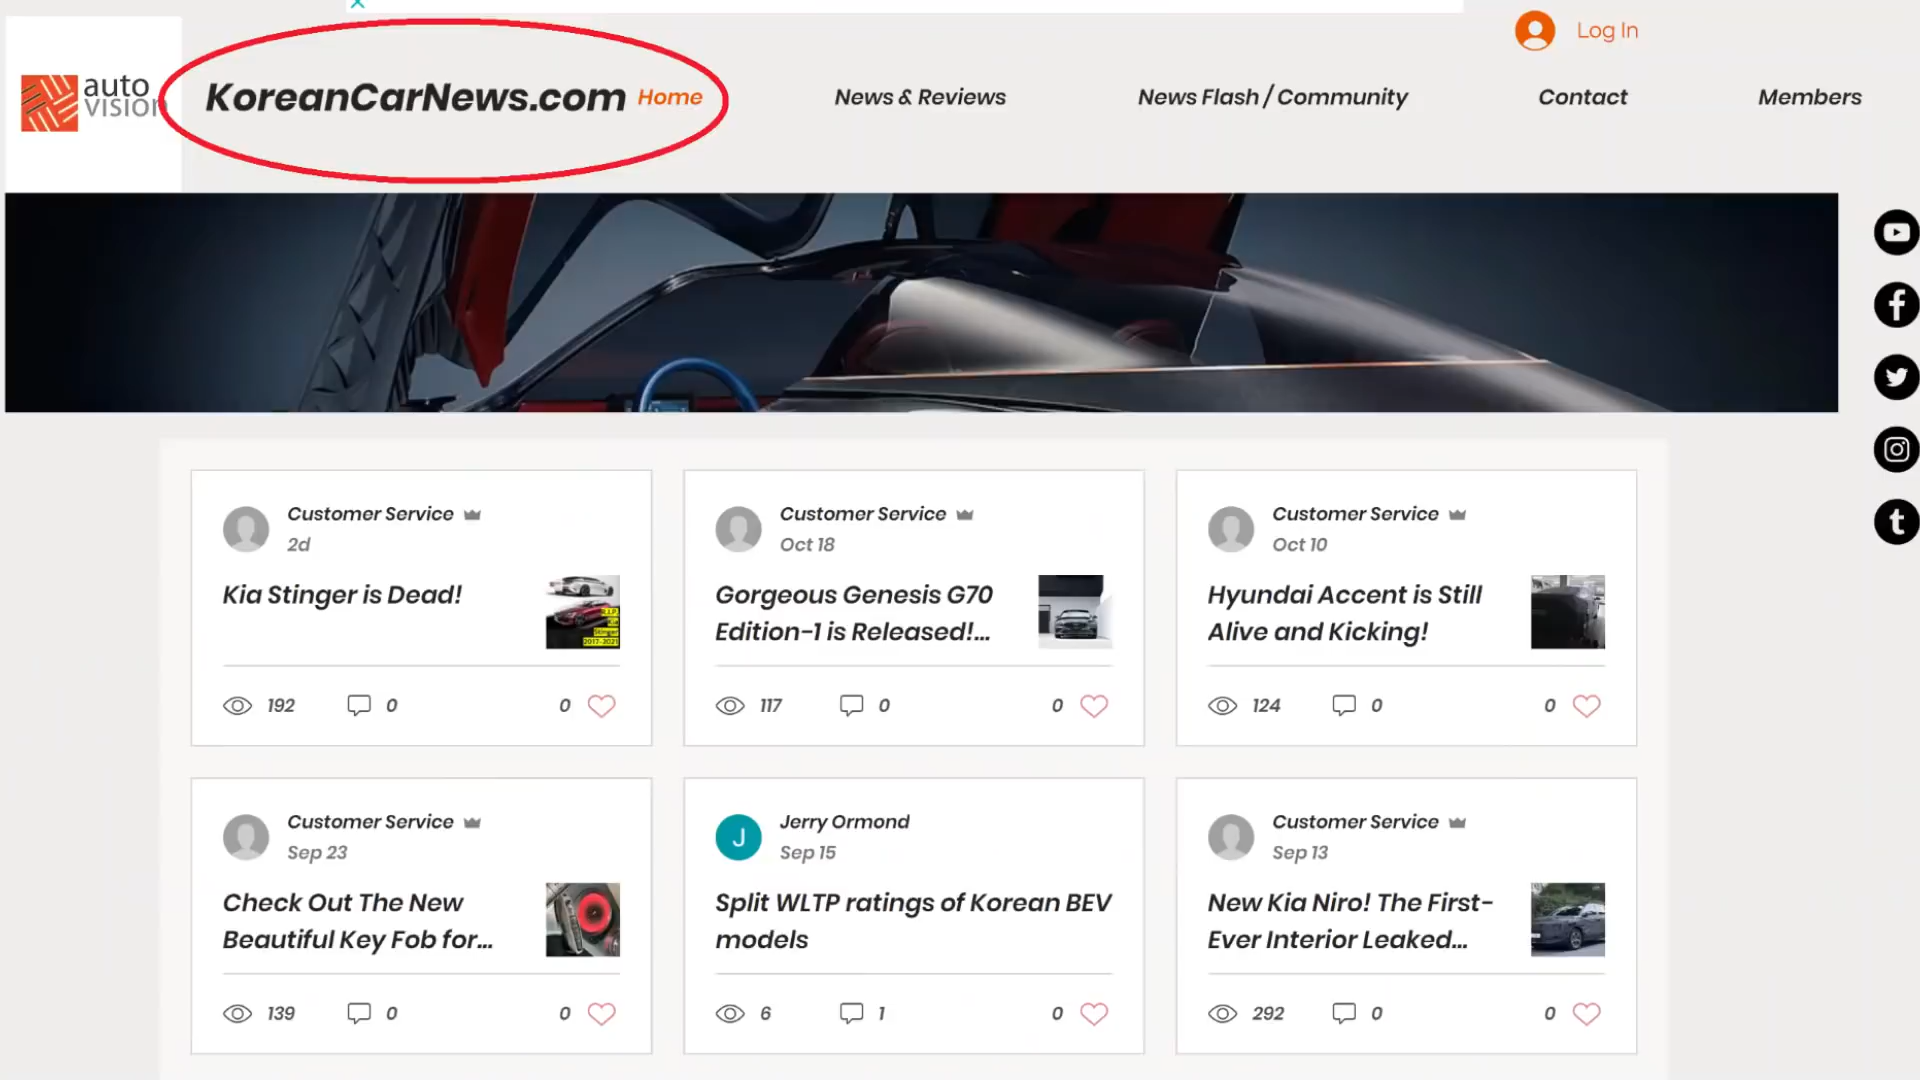 Log In
auto
vision
KoreanCarNews.com Home News & Reviews News Flash / Community Contact Members
Customer Service
2d
Kia Stinger is Dead!
R.I.P.
Kia
Stinger
2017-2021
192 0 0
Customer Service
Oct 18
Gorgeous Genesis G70
Edition-1 is Released!...
117 0 0
Customer Service
Oct 10
Hyundai Accent is Still
Alive and Kicking!
124 0 0
Customer Service
Sep 23
Check Out The New
Beautiful Key Fob for...
139 0 0
J
Jerry Ormond
Sep 15
Split WLTP ratings of Korean BEV
models
6 1 0
Customer Service
Sep 13
New Kia Niro! The First-
Ever Interior Leaked...
292 0 0